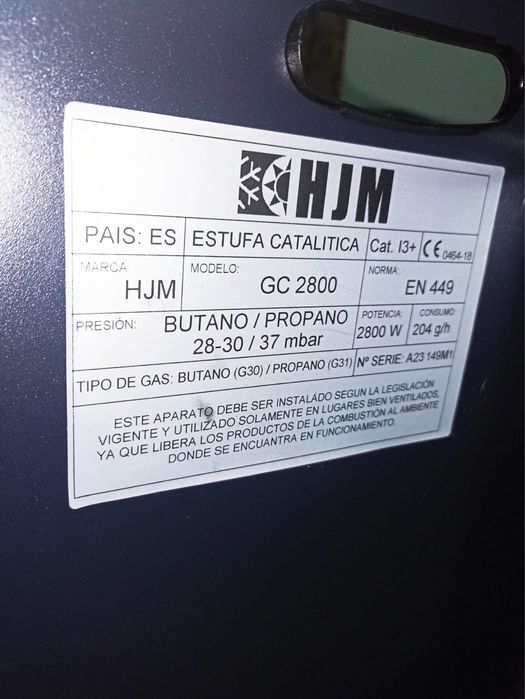 HJM
PAIS: ES ESTUFA CATALITICA Cat. I3+ CE 0464-18
MARCA: HJM MODELO: GC 2800 NORMA: EN 449
PRESIÓN: BUTANO / PROPANO
28-30 / 37 mbar
POTENCIA: 2800 W CONSUMO: 204 g/h
TIPO DE GAS: BUTANO (G30) / PROPANO (G31) Nº SERIE: A23 149M1
ESTE APARATO DEBE SER INSTALADO SEGUN LA LEGISLACIÓN
VIGENTE Y UTILIZADO SOLAMENTE EN LUGARES BIEN VENTILADOS,
YA QUE LIBERA LOS PRODUCTOS DE LA COMBUSTIÓN AL AMBIENTE
DONDE SE ENCUANTRA EN FUNCIONAMIENTO.